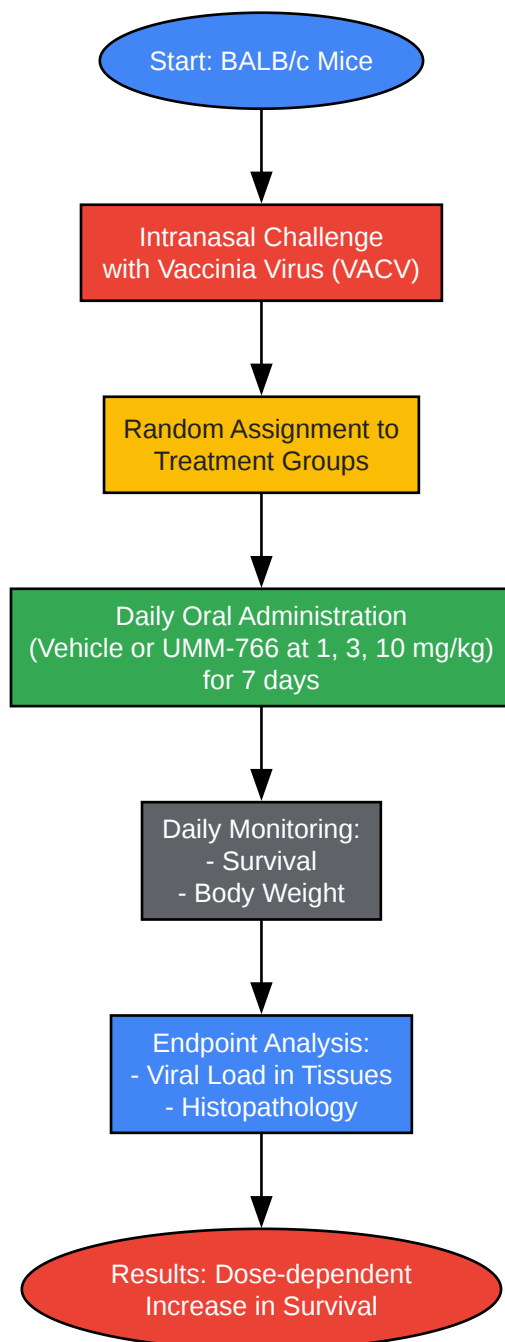 Start: BALB/c Mice
Intranasal Challenge
with Vaccinia Virus (VACV)
Random Assignment to
Treatment Groups
Daily Oral Administration
(Vehicle or UMM-766 at 1, 3, 10 mg/kg)
for 7 days
Daily Monitoring:
- Survival
- Body Weight
Endpoint Analysis:
- Viral Load in Tissues
- Histopathology
Results: Dose-dependent
Increase in Survival